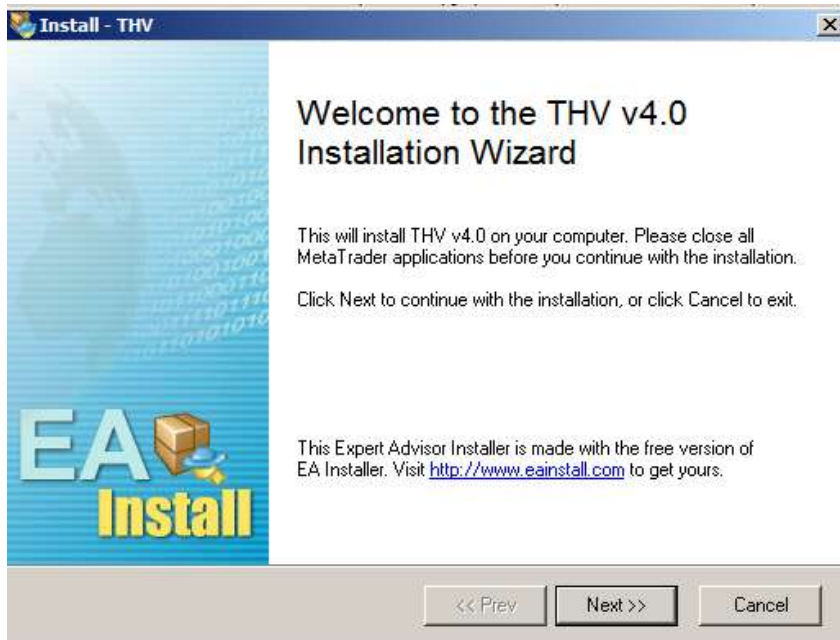 Install - THV
Welcome to the THV v4.0
Installation Wizard
This will install THV v4.0 on your computer. Please close all
MetaTrader applications before you continue with the installation.
Click Next to continue with the installation, or click Cancel to exit.
EA
Install
This Expert Advisor Installer is made with the free version of
EA Installer. Visit http://www.eainstall.com to get yours.
<< Prev
Next >>
Cancel